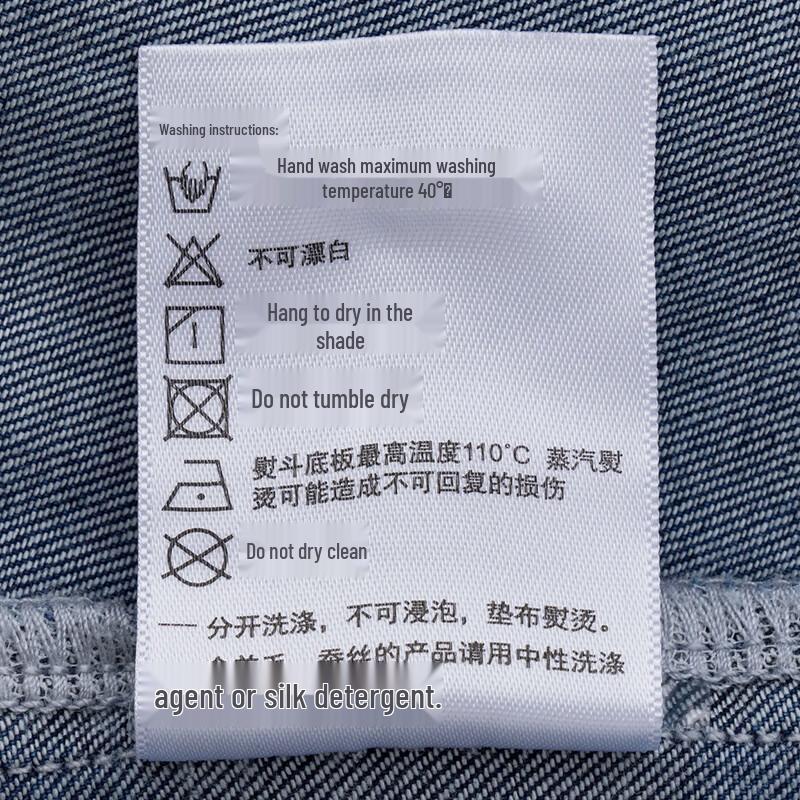 Washing instructions:
Hand wash maximum washing
temperature 40°
不可漂白
Hang to dry in the
shade
Do not tumble dry
熨斗底板最高温度110°C 蒸汽熨
烫可能造成不可回复的损伤
Do not dry clean
一分开洗涤，不可浸泡，垫布熨烫。
蚕丝的产品请用中性洗涤
agent or silk detergent.